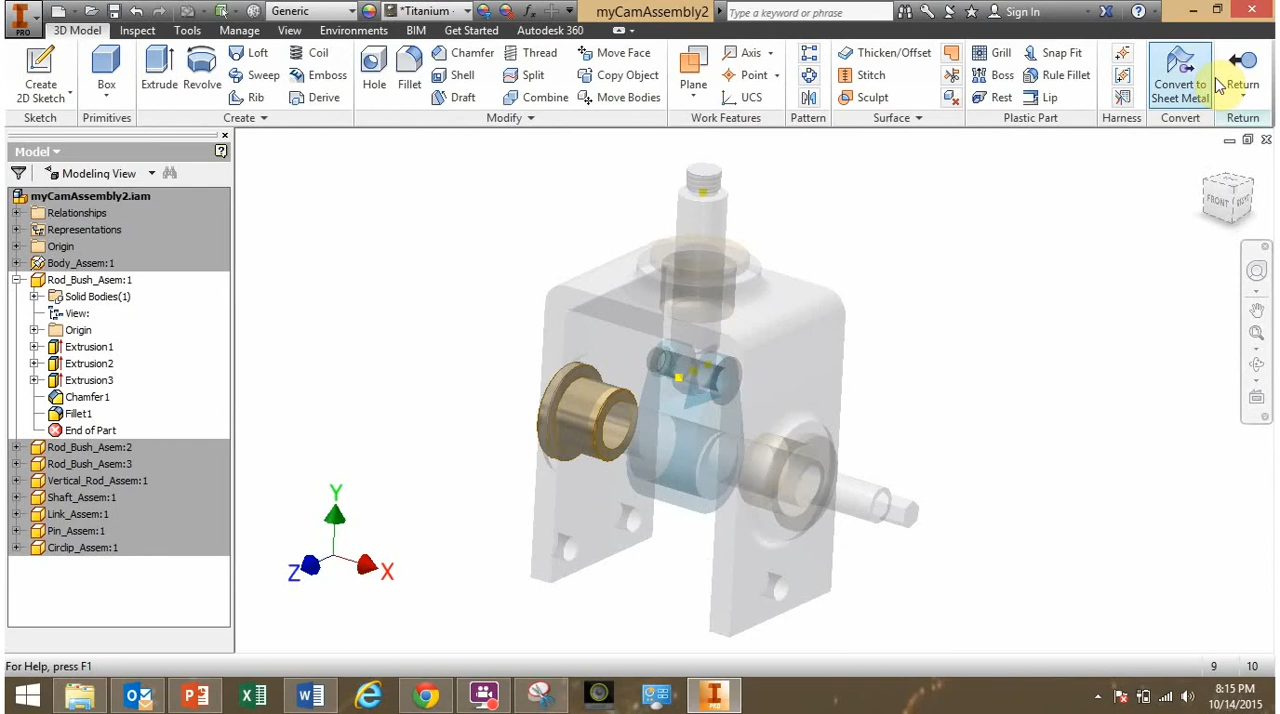 I PRO
Generic
*Titanium
myCamAssembly2
Type a keyword or phrase
Sign In
3D Model Inspect Tools Manage View Environments BIM Get Started Autodesk 360
Create 2D Sketch
Box
Extrude Revolve
Loft Coil
Sweep Emboss
Rib Derive
Hole Fillet
Chamfer Thread Move Face
Shell Split Copy Object
Draft Combine Move Bodies
Plane
Axis
Point
UCS
Thicken/Offset
Stitch
Sculpt
Grill Snap Fit
Boss Rule Fillet
Rest Lip
Convert to Sheet Metal
Return
Sketch Primitives Create Modify Work Features Pattern Surface Plastic Part Harness Convert Return
Model
Modeling View
myCamAssembly2.iam
Relationships
Representations
Origin
Body_Assem:1
Rod_Bush_Asem:1
Solid Bodies(1)
View:
Origin
Extrusion1
Extrusion2
Extrusion3
Chamfer1
Fillet1
End of Part
Rod_Bush_Asem:2
Rod_Bush_Asem:3
Vertical_Rod_Assem:1
Shaft_Assem:1
Link_Assem:1
Pin_Assem:1
Circlip_Assem:1
FRONT RIGHT
Y
Z
X
For Help, press F1
9 10
8:15 PM
10/14/2015